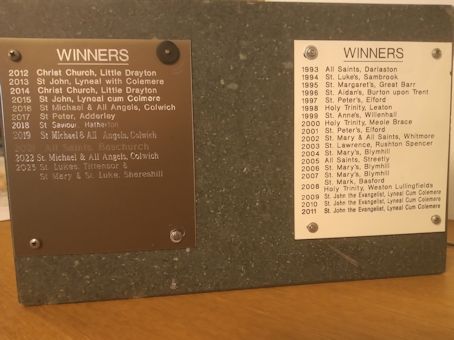 WINNERS
2012 Christ Church, Little Drayton
2013 St John, Lyneal with Colemere
2014 Christ Church, Little Drayton
2015 St John, Lyneal cum Colmere
2016 St Michael & All Angels, Colwich
2017 St Peter, Adderley
2018 St Saviour Hatherton
2019 St Michael & All Angels, Colwich
All Saints, Baschurch
2022 St. Michael & All Angels, Colwich
2023 St. Lukes, Tittensor &
St Mary & St. Luke, Shareshill
WINNERS
1993 All Saints, Darlaston
1994 St. Luke's, Sambrook
1995 St. Margaret's, Great Barr
1996 St. Aidan's, Burton upon Trent
1997 St. Peter's, Elford
1998 Holy Trinity, Leaton
1999 St. Anne's, Willenhall
2000 Holy Trinity, Meole Brace
2001 St. Peter's, Elford
2002 St. Mary & All Saints, Whitmore
2003 St. Lawrence, Rushton Spencer
2004 St. Mary's, Blymhill
2005 All Saints, Streetly
2006 St. Mary's, Blymhill
2007 St. Mary's, Blymhill
2008 St. Mark, Basford
Holy Trinity, Weston Lullingfields
2009 St. John the Evangelist, Lyneal Cum Colemere
2010 St. John the Evangelist, Lyneal Cum Colemere
2011 St. John the Evangelist, Lyneal Cum Colemere